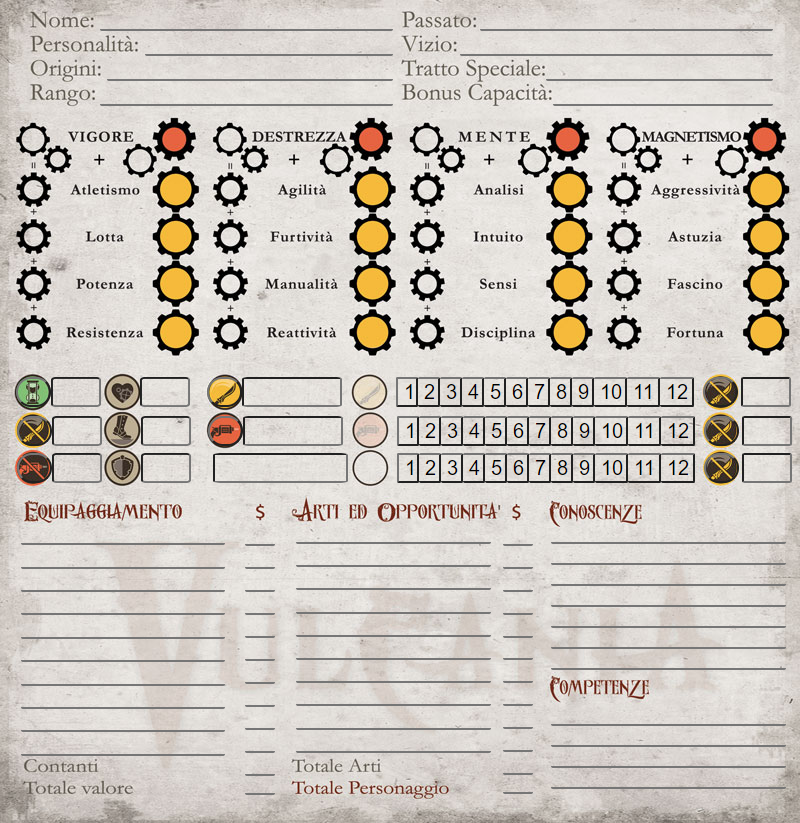 Nome: Passato:
Personalità: Vizio:
Origini: Tratto Speciale:
Rango: Bonus Capacità:
VIGORE DESTREZZA MENTE MAGNETISMO
= + = + = + = +
Atletismo Agilità Analisi Aggressività
+ + + +
Lotta Furtività Intuito Astuzia
+ + + +
Potenza Manualità Sensi Fascino
+ + + +
Resistenza Reattività Disciplina Fortuna
1 2 3 4 5 6 7 8 9 10 11 12
1 2 3 4 5 6 7 8 9 10 11 12
1 2 3 4 5 6 7 8 9 10 11 12
Equipaggiamento $ Arti ed Opportunita' $ Conoscenze
Vulcania
Competenze
Contanti Totale Arti
Totale valore Totale Personaggio